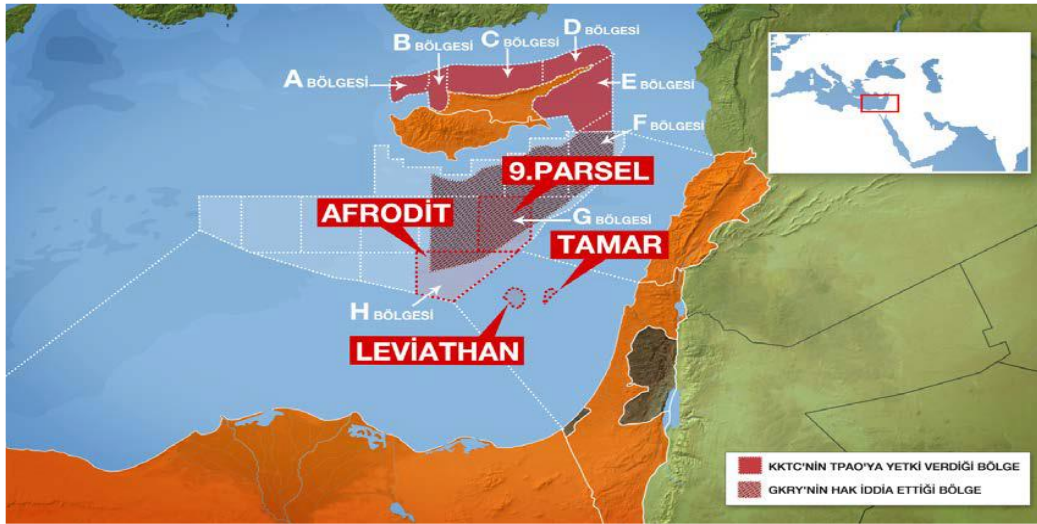 D BÖLGESİ
C BÖLGESİ
B BÖLGESİ
A BÖLGESİ
E BÖLGESİ
F BÖLGESİ
9.PARSEL
AFRODİT
G BÖLGESİ
TAMAR
H BÖLGESİ
LEVİATHAN
KKTC'NİN TPAO'YA YETKİ VERDİĞİ BÖLGE
GKRY'NİN HAK İDDİA ETTİĞİ BÖLGE